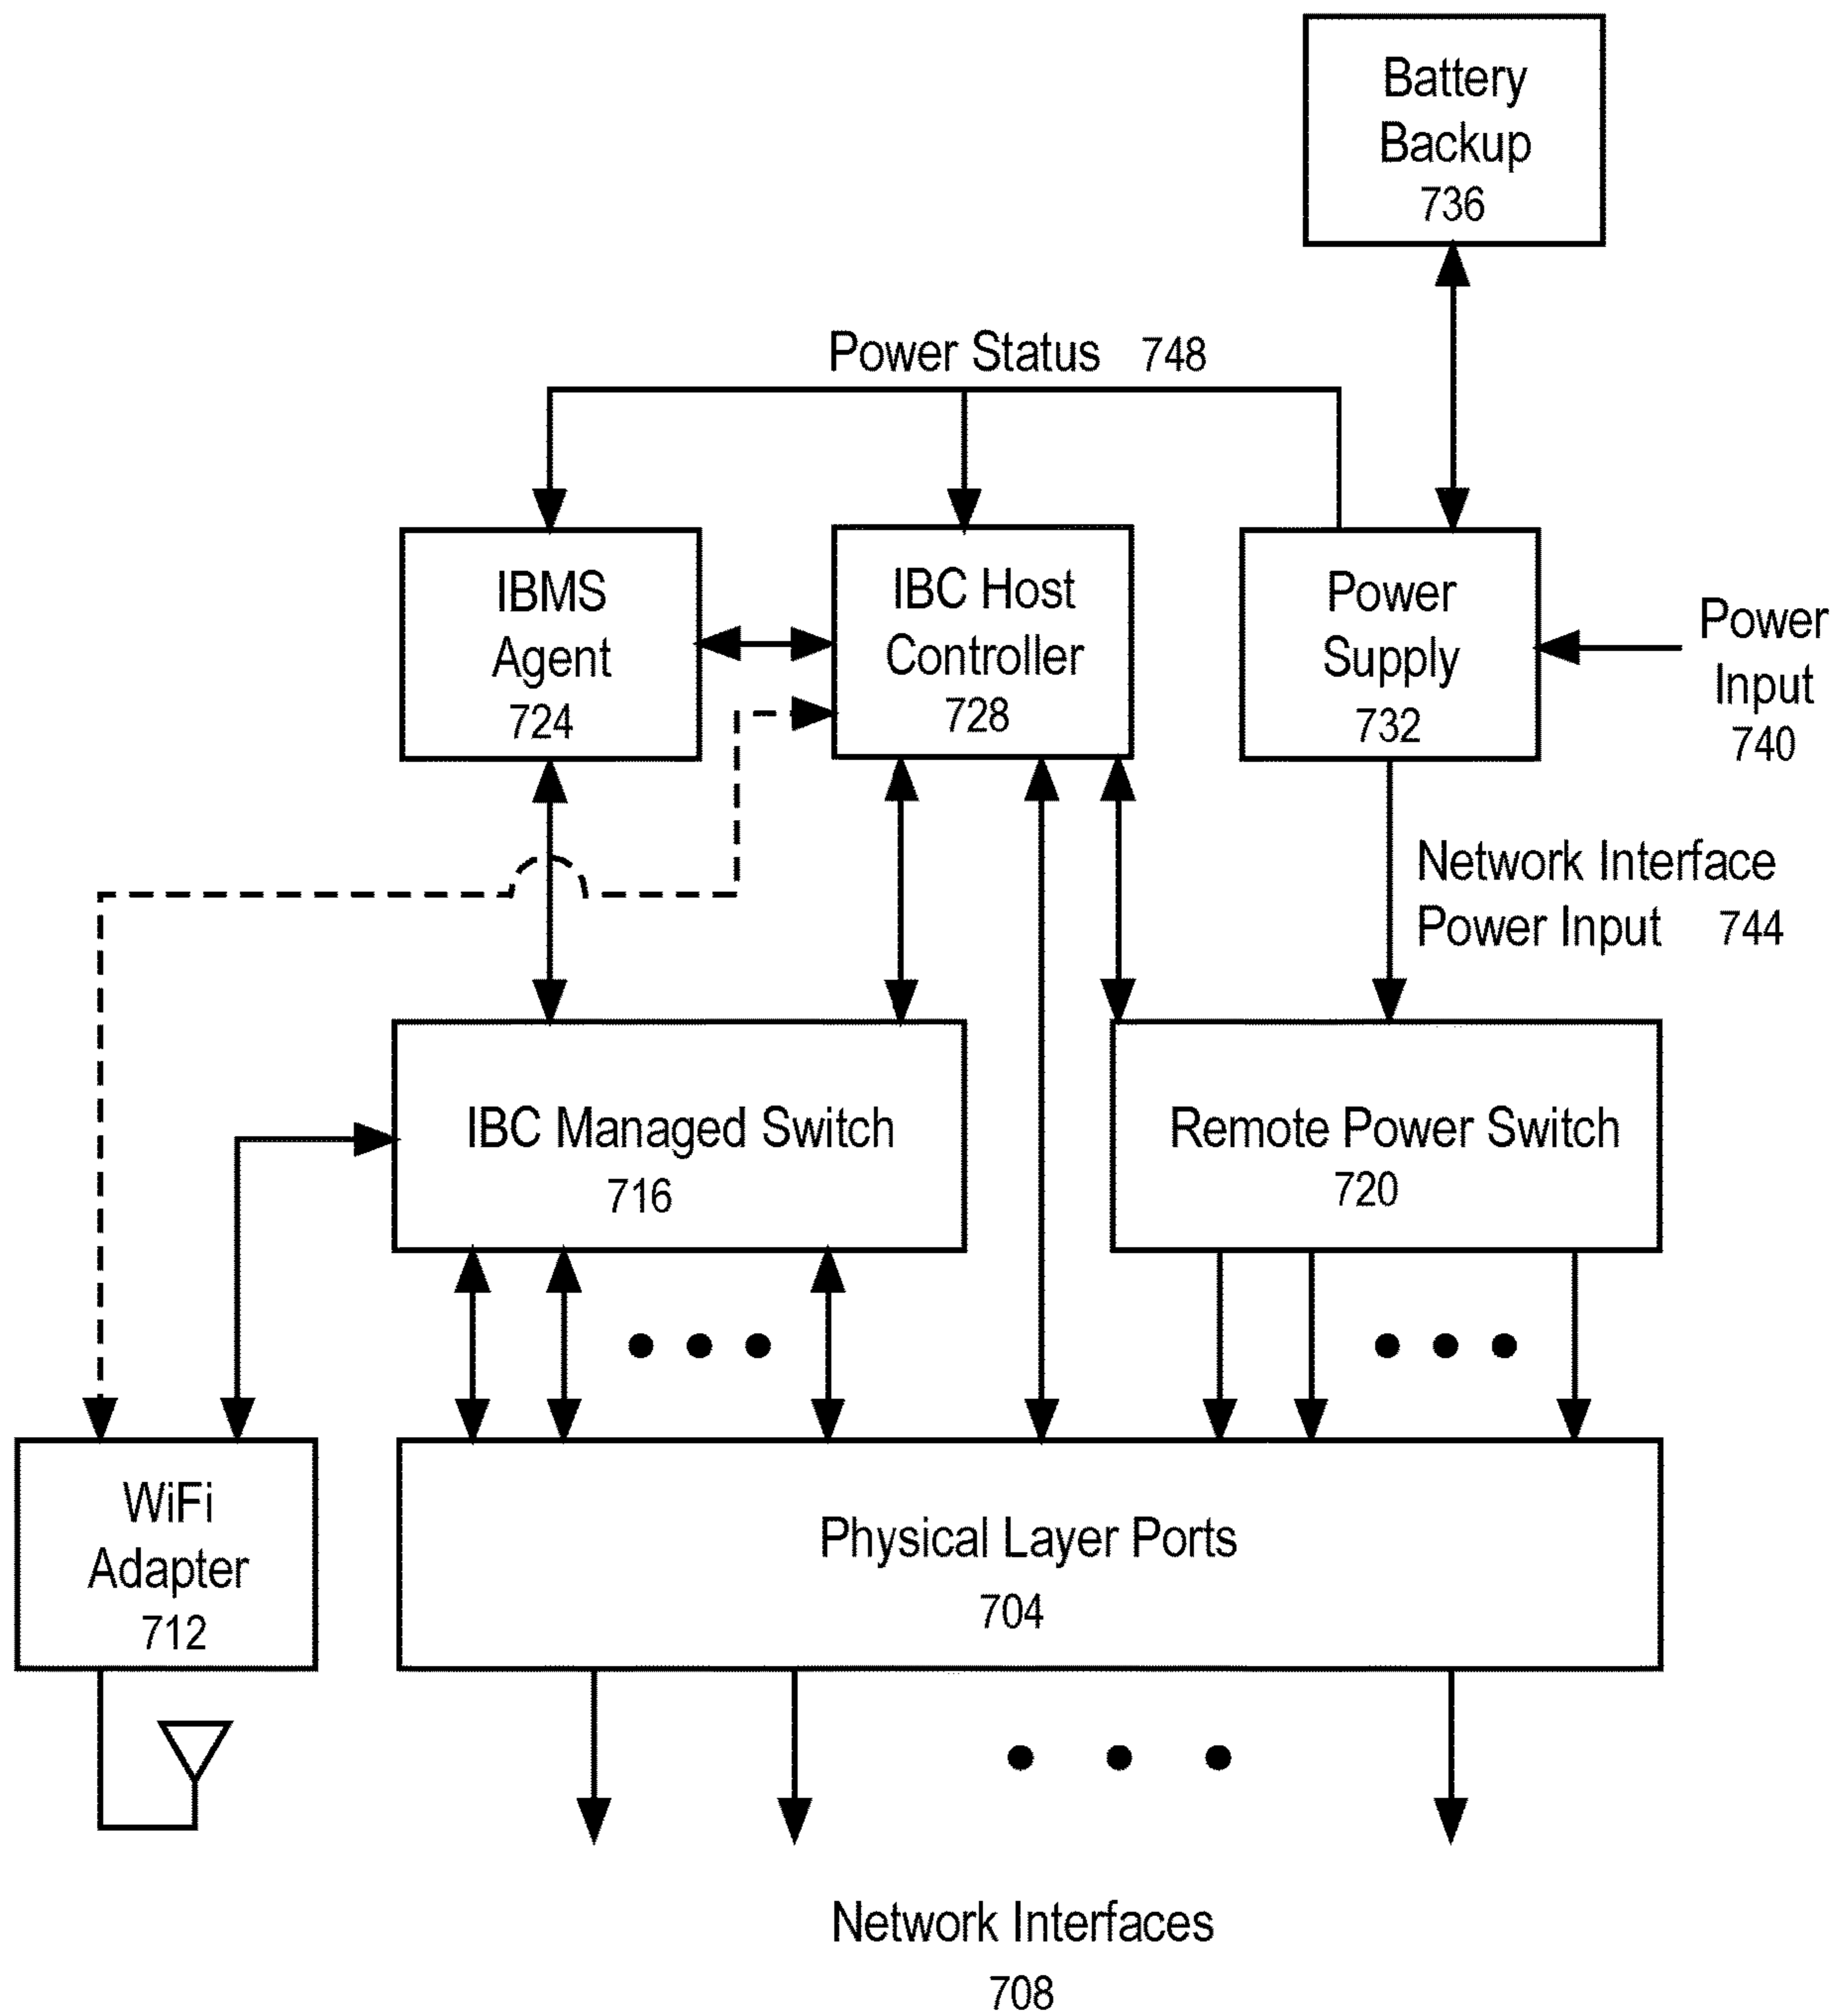 Battery
Backup
736
Power Status 748
IBMS
Agent
724
IBC Host
Controller
728
Power
Supply
732
Power
Input
740
Network Interface
Power Input 744
IBC Managed Switch
716
Remote Power Switch
720
WiFi
Adapter
712
Physical Layer Ports
704
Network Interfaces
708